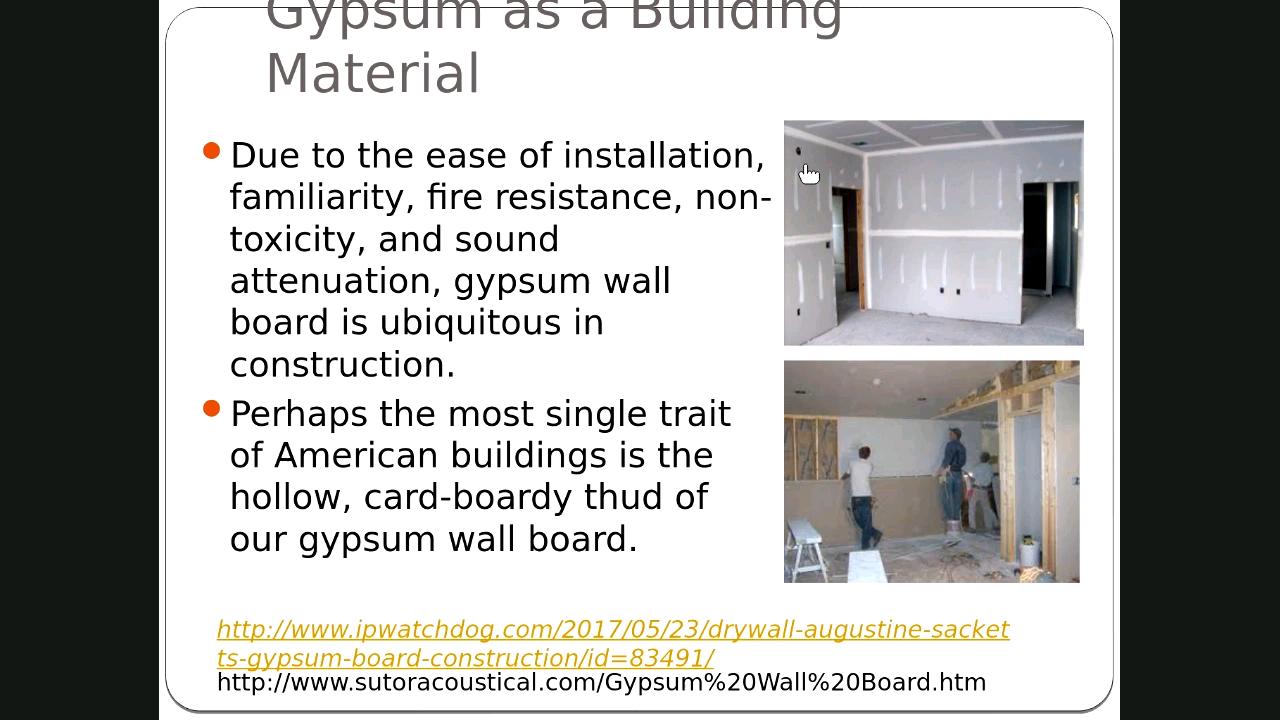 Gypsum as a Building
Material
Due to the ease of installation,
familiarity, fire resistance, non-
toxicity, and sound
attenuation, gypsum wall
board is ubiquitous in
construction.
Perhaps the most single trait
of American buildings is the
hollow, card-boardy thud of
our gypsum wall board.
http://www.ipwatchdog.com/2017/05/23/drywall-augustine-sacket
ts-gypsum-board-construction/id=83491/
http://www.sutoracoustical.com/Gypsum%20Wall%20Board.htm